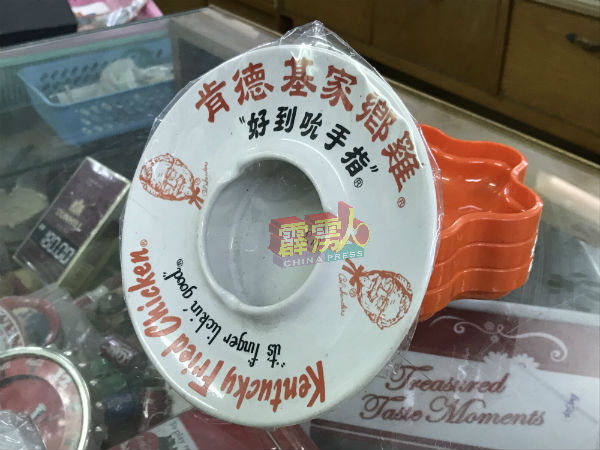 肯德基家鄉雞®
"好到吮手指"®
Kentucky Fried Chicken®
"its finger lickin' good"®
霹雳人
CHINA PRESS
Treasured
Taste Moments